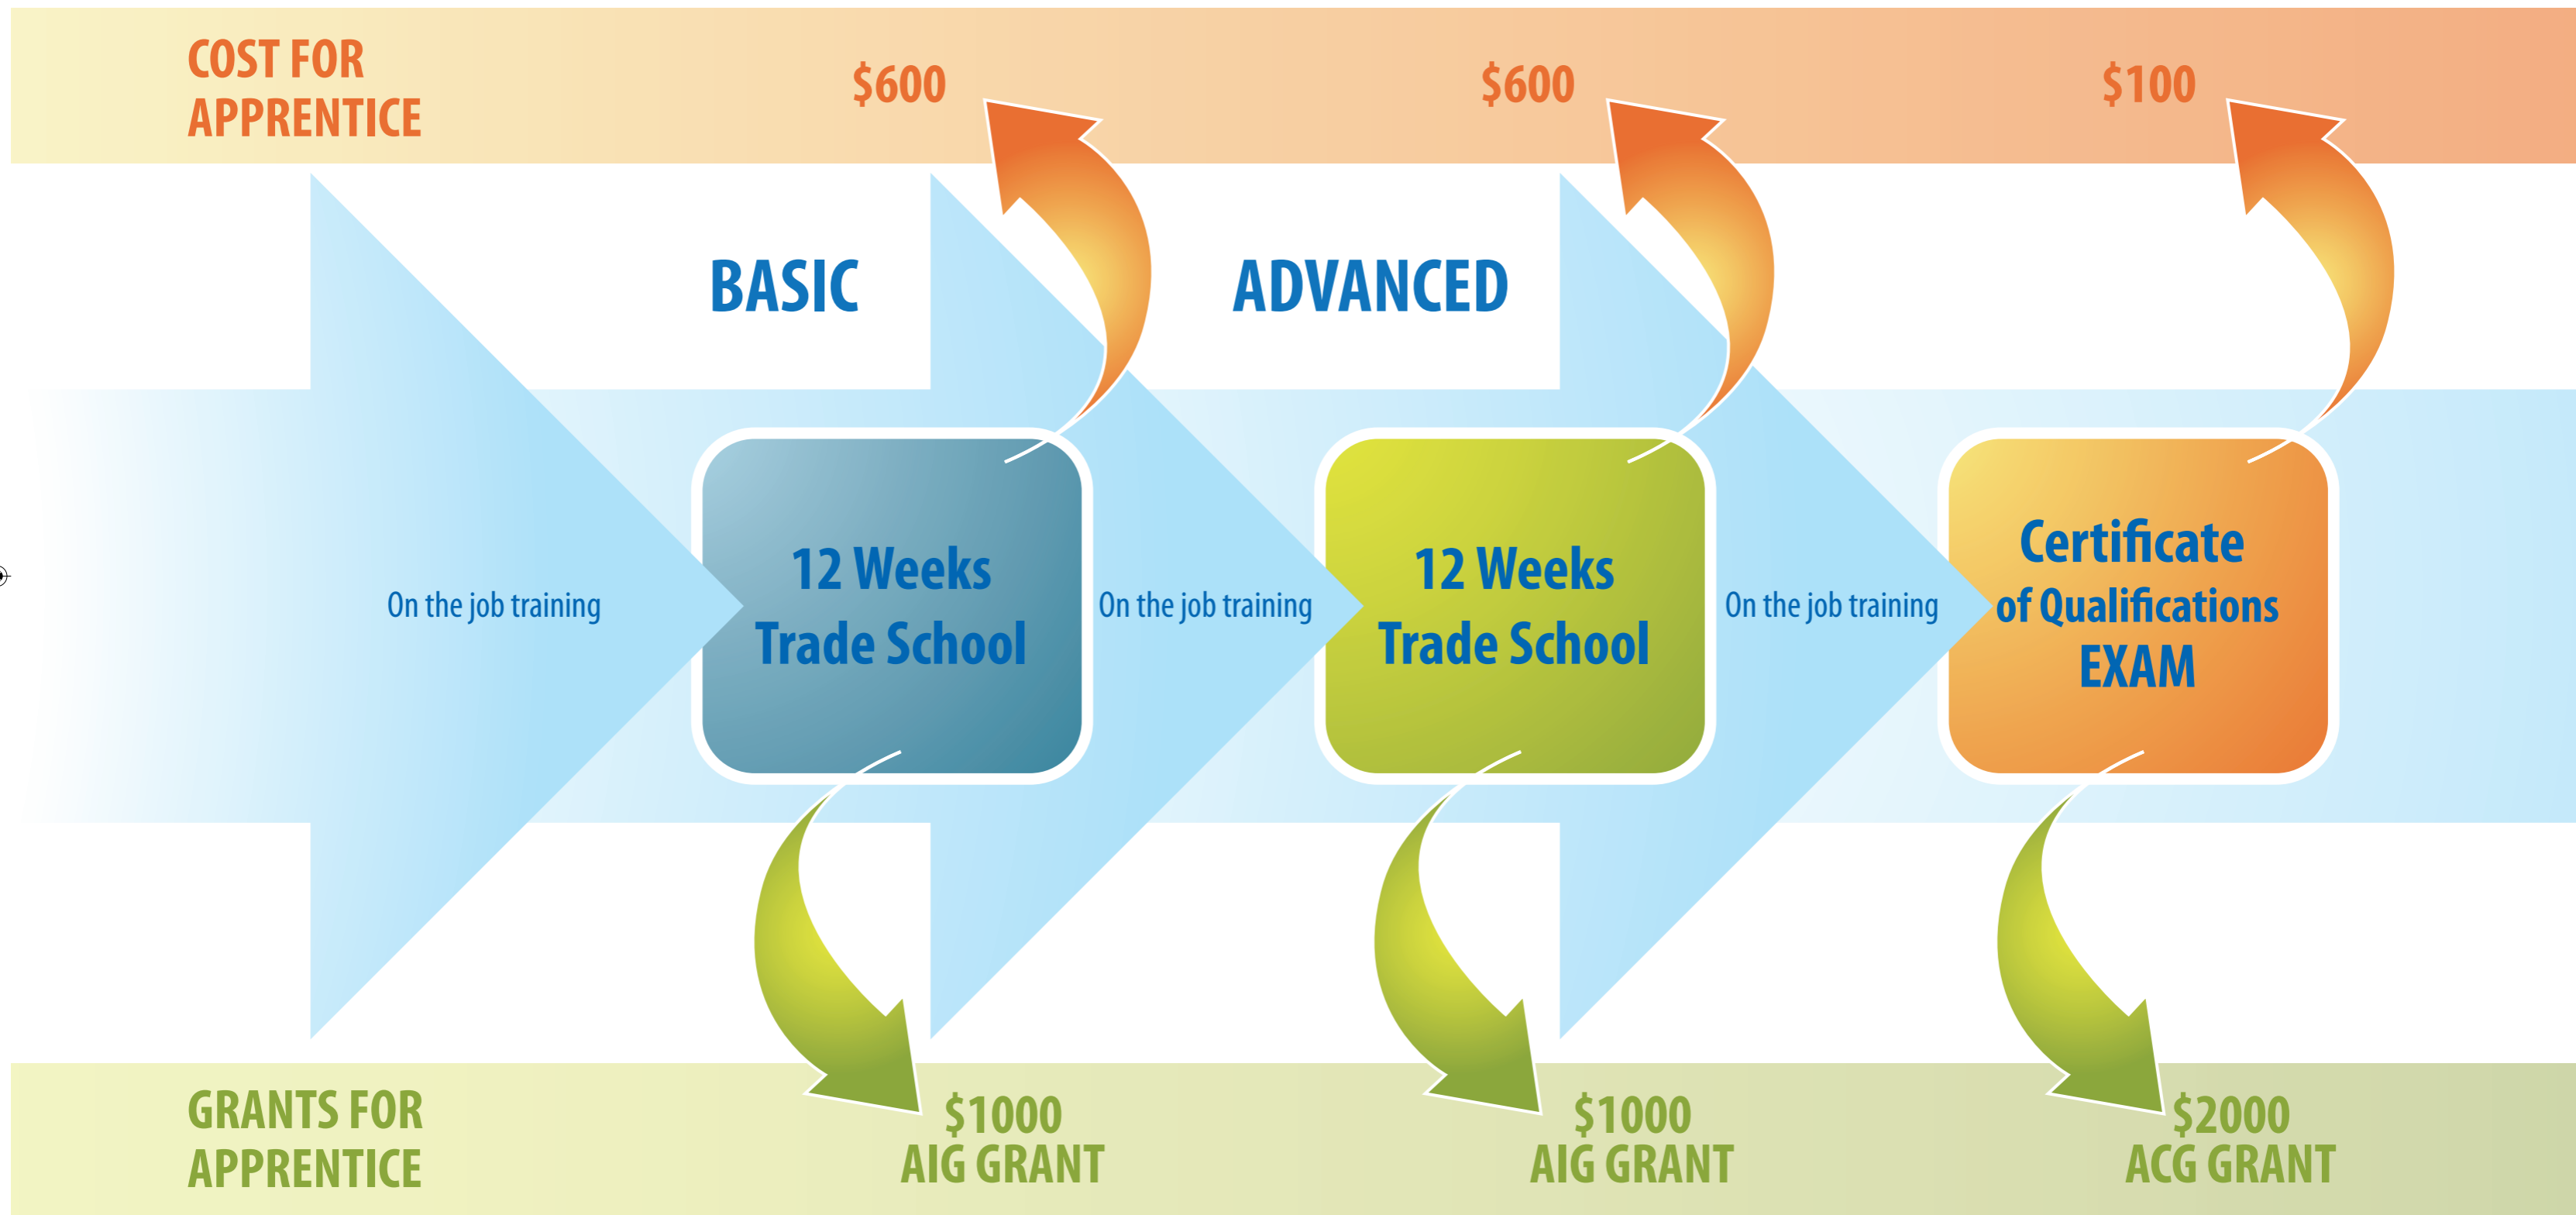 COST FOR
APPRENTICE
$600
$600
$100
BASIC
ADVANCED
On the job training
12 Weeks
Trade School
On the job training
12 Weeks
Trade School
On the job training
Certificate
of Qualifications
EXAM
GRANTS FOR
APPRENTICE
$1000
AIG GRANT
$1000
AIG GRANT
$2000
ACG GRANT